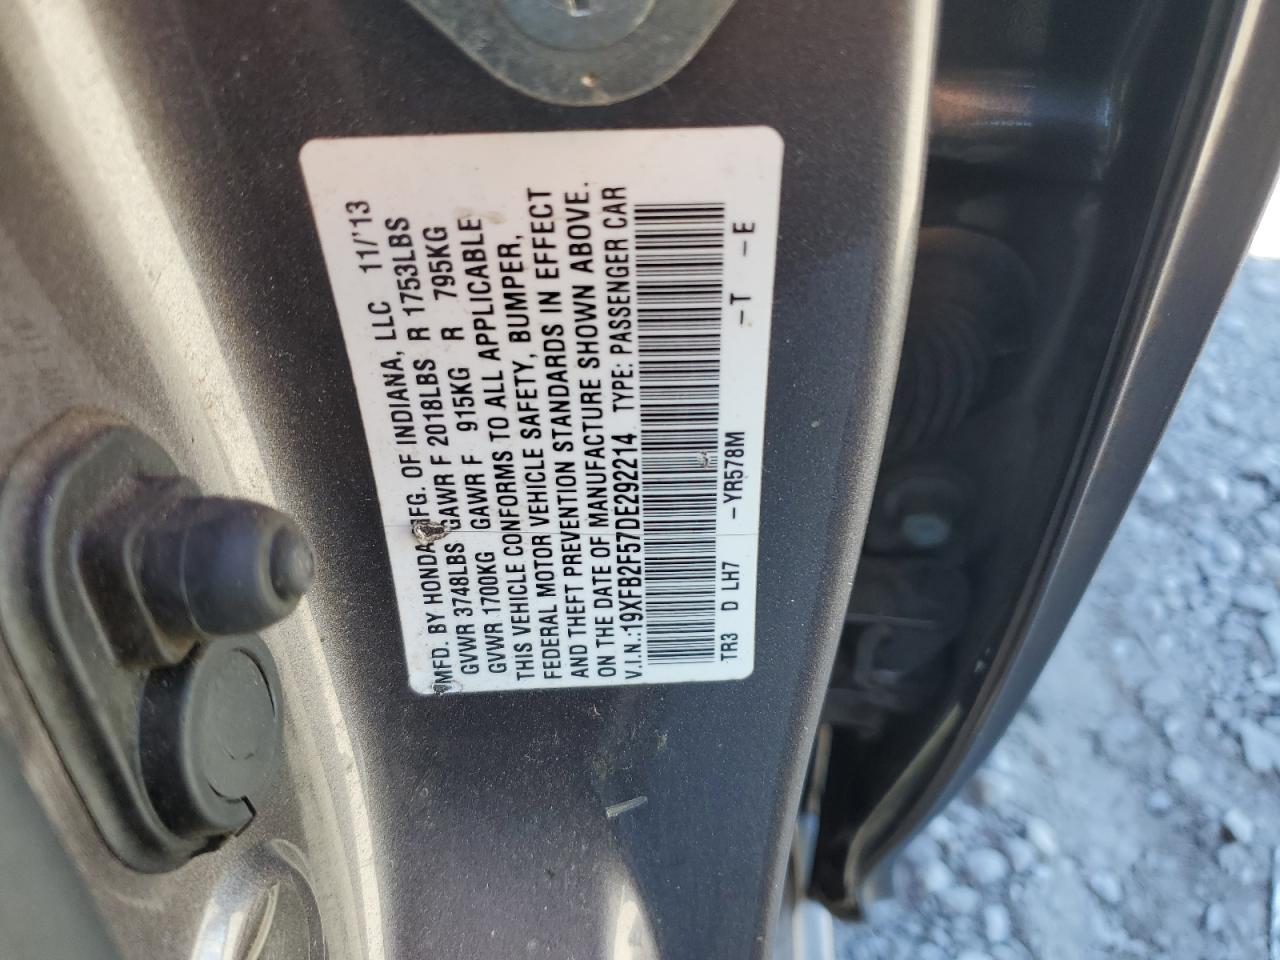 MFD. BY HONDA MFG. OF INDIANA, LLC 11/'13
GVWR 3748LBS GAWR F 2018LBS R 1753LBS
GVWR 1700KG GAWR F 915KG R 795KG
THIS VEHICLE CONFORMS TO ALL APPLICABLE
FEDERAL MOTOR VEHICLE SAFETY, BUMPER,
AND THEFT PREVENTION STANDARDS IN EFFECT
ON THE DATE OF MANUFACTURE SHOWN ABOVE.
V.I.N.:19XFB2F57DE292214 TYPE: PASSENGER CAR
TR3 D LH7 -YR578M -T -E